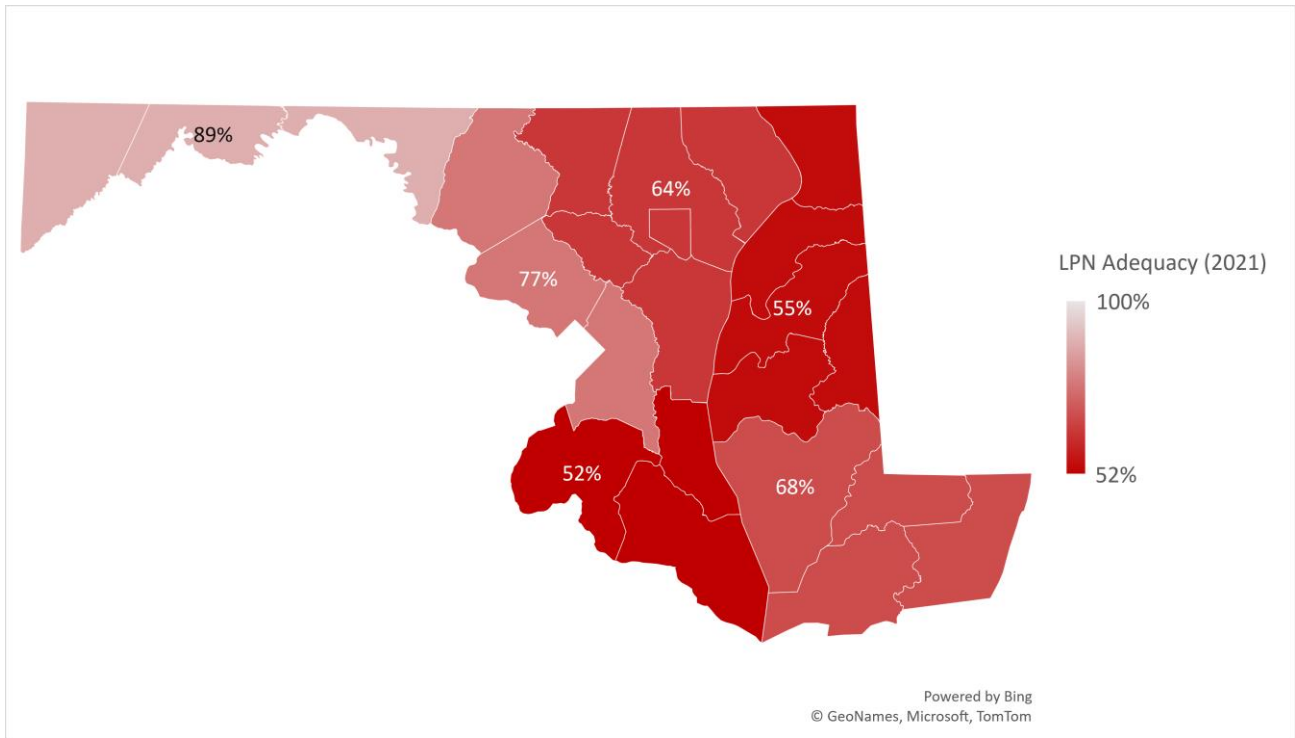 89%
64%
77%
55%
52%
68%
LPN Adequacy (2021)
100%
52%
Powered by Bing
© GeoNames, Microsoft, TomTom